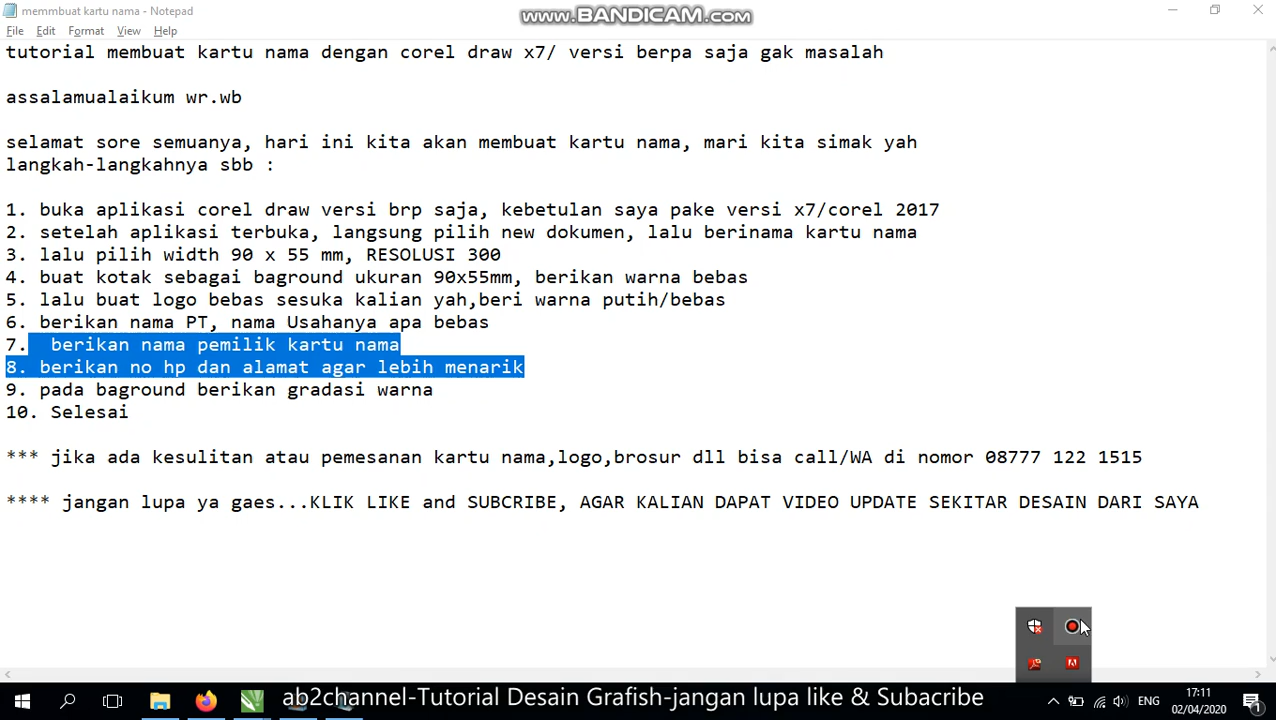 memmbuat kartu nama - Notepad
www.BANDICAM.com
File Edit Format View Help
tutorial membuat kartu nama dengan corel draw x7/ versi berpa saja gak masalah
assalamualaikum wr.wb
selamat sore semuanya, hari ini kita akan membuat kartu nama, mari kita simak yah
langkah-langkahnya sbb :
1. buka aplikasi corel draw versi brp saja, kebetulan saya pake versi x7/corel 2017
2. setelah aplikasi terbuka, langsung pilih new dokumen, lalu berinama kartu nama
3. lalu pilih width 90 x 55 mm, RESOLUSI 300
4. buat kotak sebagai baground ukuran 90x55mm, berikan warna bebas
5. lalu buat logo bebas sesuka kalian yah,beri warna putih/bebas
6. berikan nama PT, nama Usahanya apa bebas
7.  berikan nama pemilik kartu nama
8. berikan no hp dan alamat agar lebih menarik
9. pada baground berikan gradasi warna
10. Selesai
*** jika ada kesulitan atau pemesanan kartu nama,logo,brosur dll bisa call/WA di nomor 08777 122 1515
**** jangan lupa ya gaes...KLIK LIKE and SUBCRIBE, AGAR KALIAN DAPAT VIDEO UPDATE SEKITAR DESAIN DARI SAYA
ab2channel-Tutorial Desain Grafish-jangan lupa like & Subacribe
ENG
17:11
02/04/2020
1